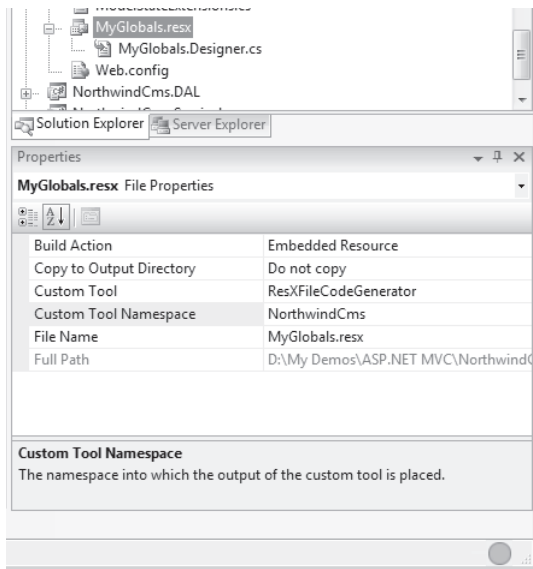 MyGlobals.resx
MyGlobals.Designer.cs
Web.config
NorthwindCms.DAL
Solution Explorer Server Explorer
Properties
MyGlobals.resx File Properties
Build Action Embedded Resource
Copy to Output Directory Do not copy
Custom Tool ResXFileCodeGenerator
Custom Tool Namespace NorthwindCms
File Name MyGlobals.resx
Full Path D:\My Demos\ASP.NET MVC\Northwind
Custom Tool Namespace
The namespace into which the output of the custom tool is placed.